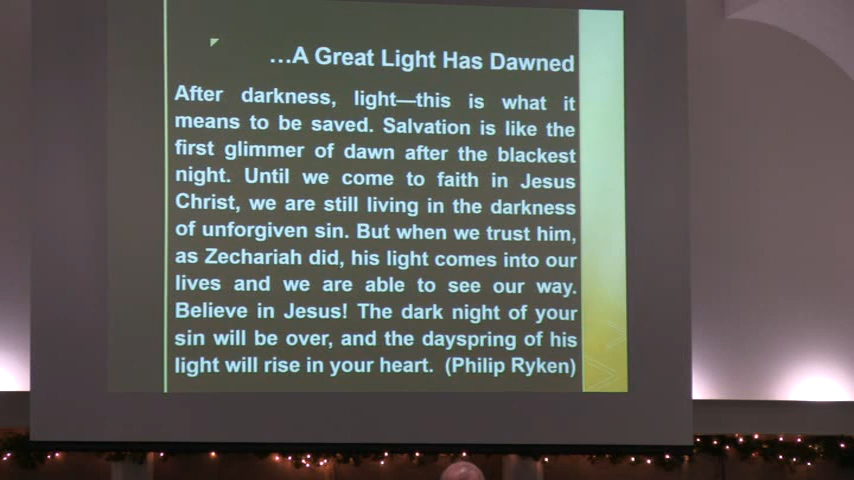 ...A Great Light Has Dawned
After darkness, light—this is what it
means to be saved. Salvation is like the
first glimmer of dawn after the blackest
night. Until we come to faith in Jesus
Christ, we are still living in the darkness
of unforgiven sin. But when we trust him,
as Zechariah did, his light comes into our
lives and we are able to see our way.
Believe in Jesus! The dark night of your
sin will be over, and the dayspring of his
light will rise in your heart. (Philip Ryken)